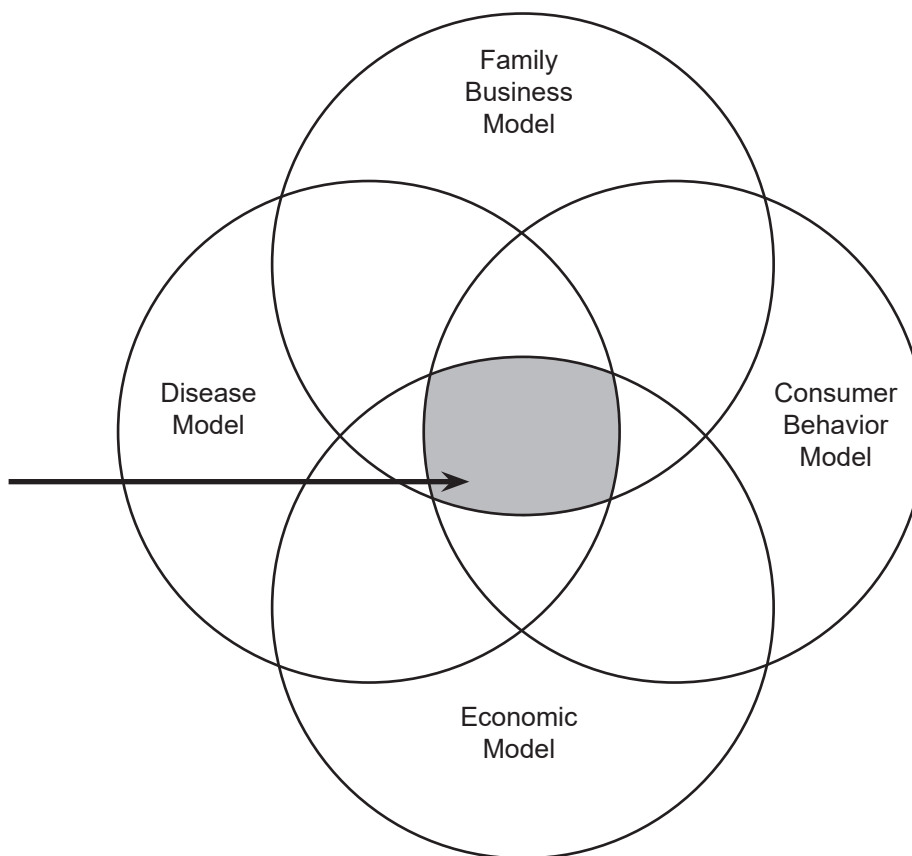 Family
Business
Model
Disease
Model
Consumer
Behavior
Model
Economic
Model